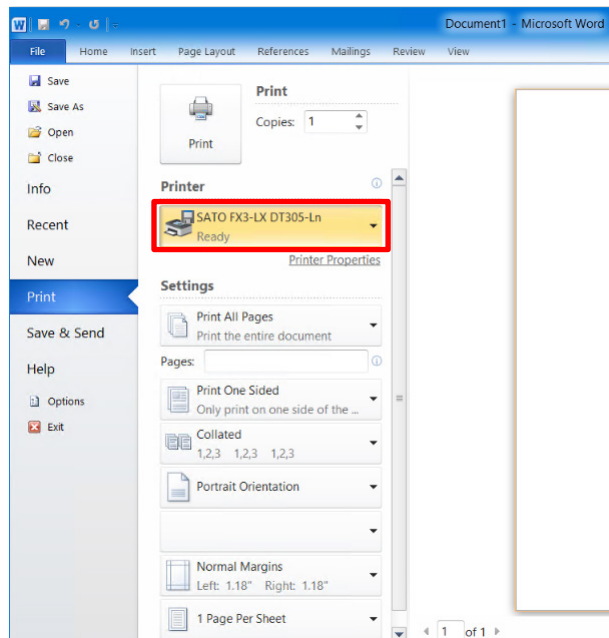 Document1 - Microsoft Word
File Home Insert Page Layout References Mailings Review View
Save
Save As
Open
Close
Info
Recent
New
Print
Save & Send
Help
Options
Exit
Print
Print
Copies: 1
Printer
SATO FX3-LX DT305-Ln
Ready
Printer Properties
Settings
Print All Pages
Print the entire document
Pages:
Print One Sided
Only print on one side of the ...
Collated
1,2,3 1,2,3 1,2,3
Portrait Orientation
Normal Margins
Left: 1.18" Right: 1.18"
1 Page Per Sheet
1 of 1